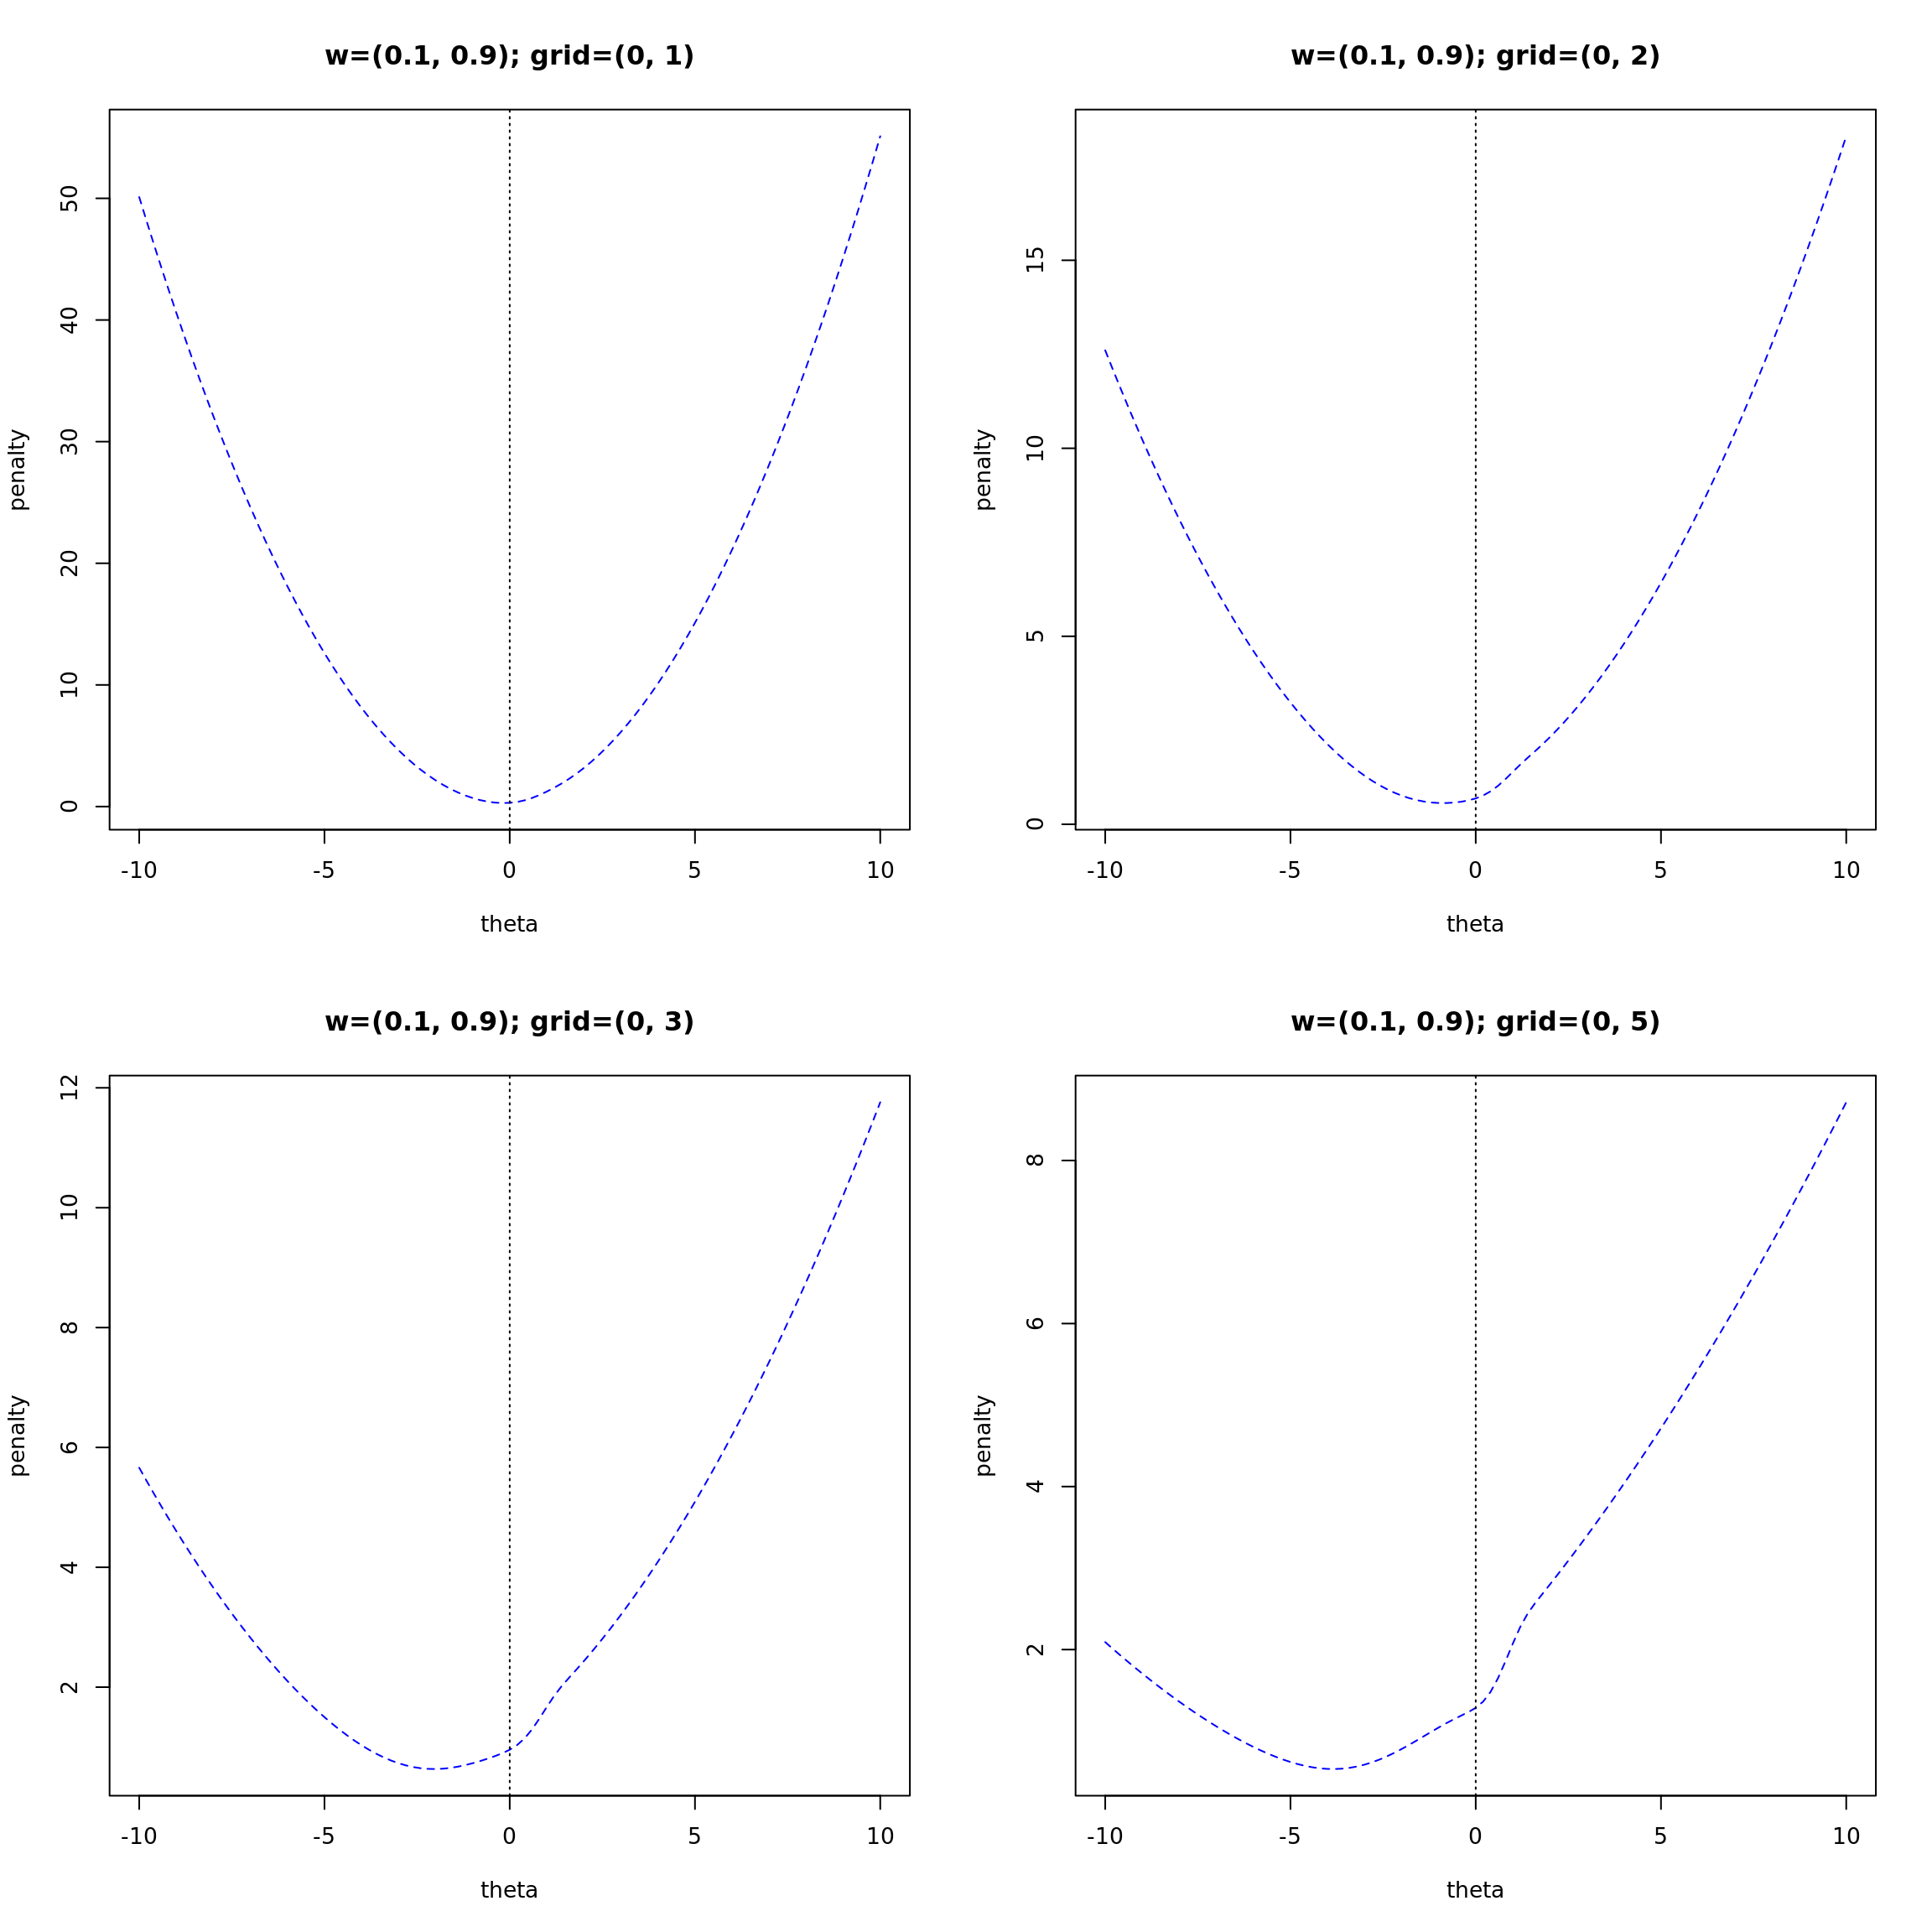 w=(0.1, 0.9); grid=(0, 1)
penalty
50
40
30
20
10
0
-10 -5 0 5 10
theta
w=(0.1, 0.9); grid=(0, 2)
penalty
15
10
5
0
-10 -5 0 5 10
theta
w=(0.1, 0.9); grid=(0, 3)
penalty
12
10
8
6
4
2
-10 -5 0 5 10
theta
w=(0.1, 0.9); grid=(0, 5)
penalty
8
6
4
2
-10 -5 0 5 10
theta